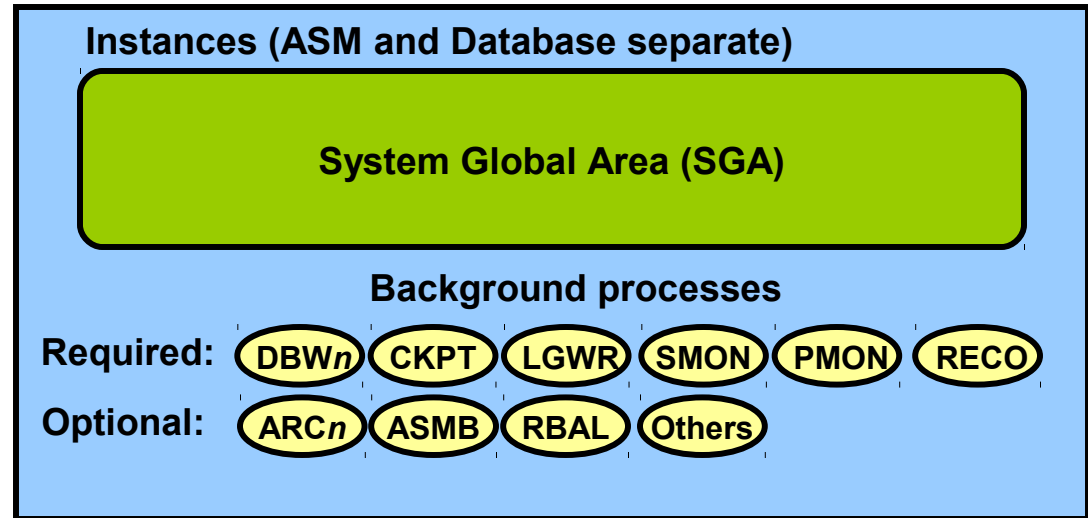 Instances (ASM and Database separate)
System Global Area (SGA)
Background processes
Required: DBWn CKPT LGWR SMON PMON RECO
Optional: ARCn ASMB RBAL Others